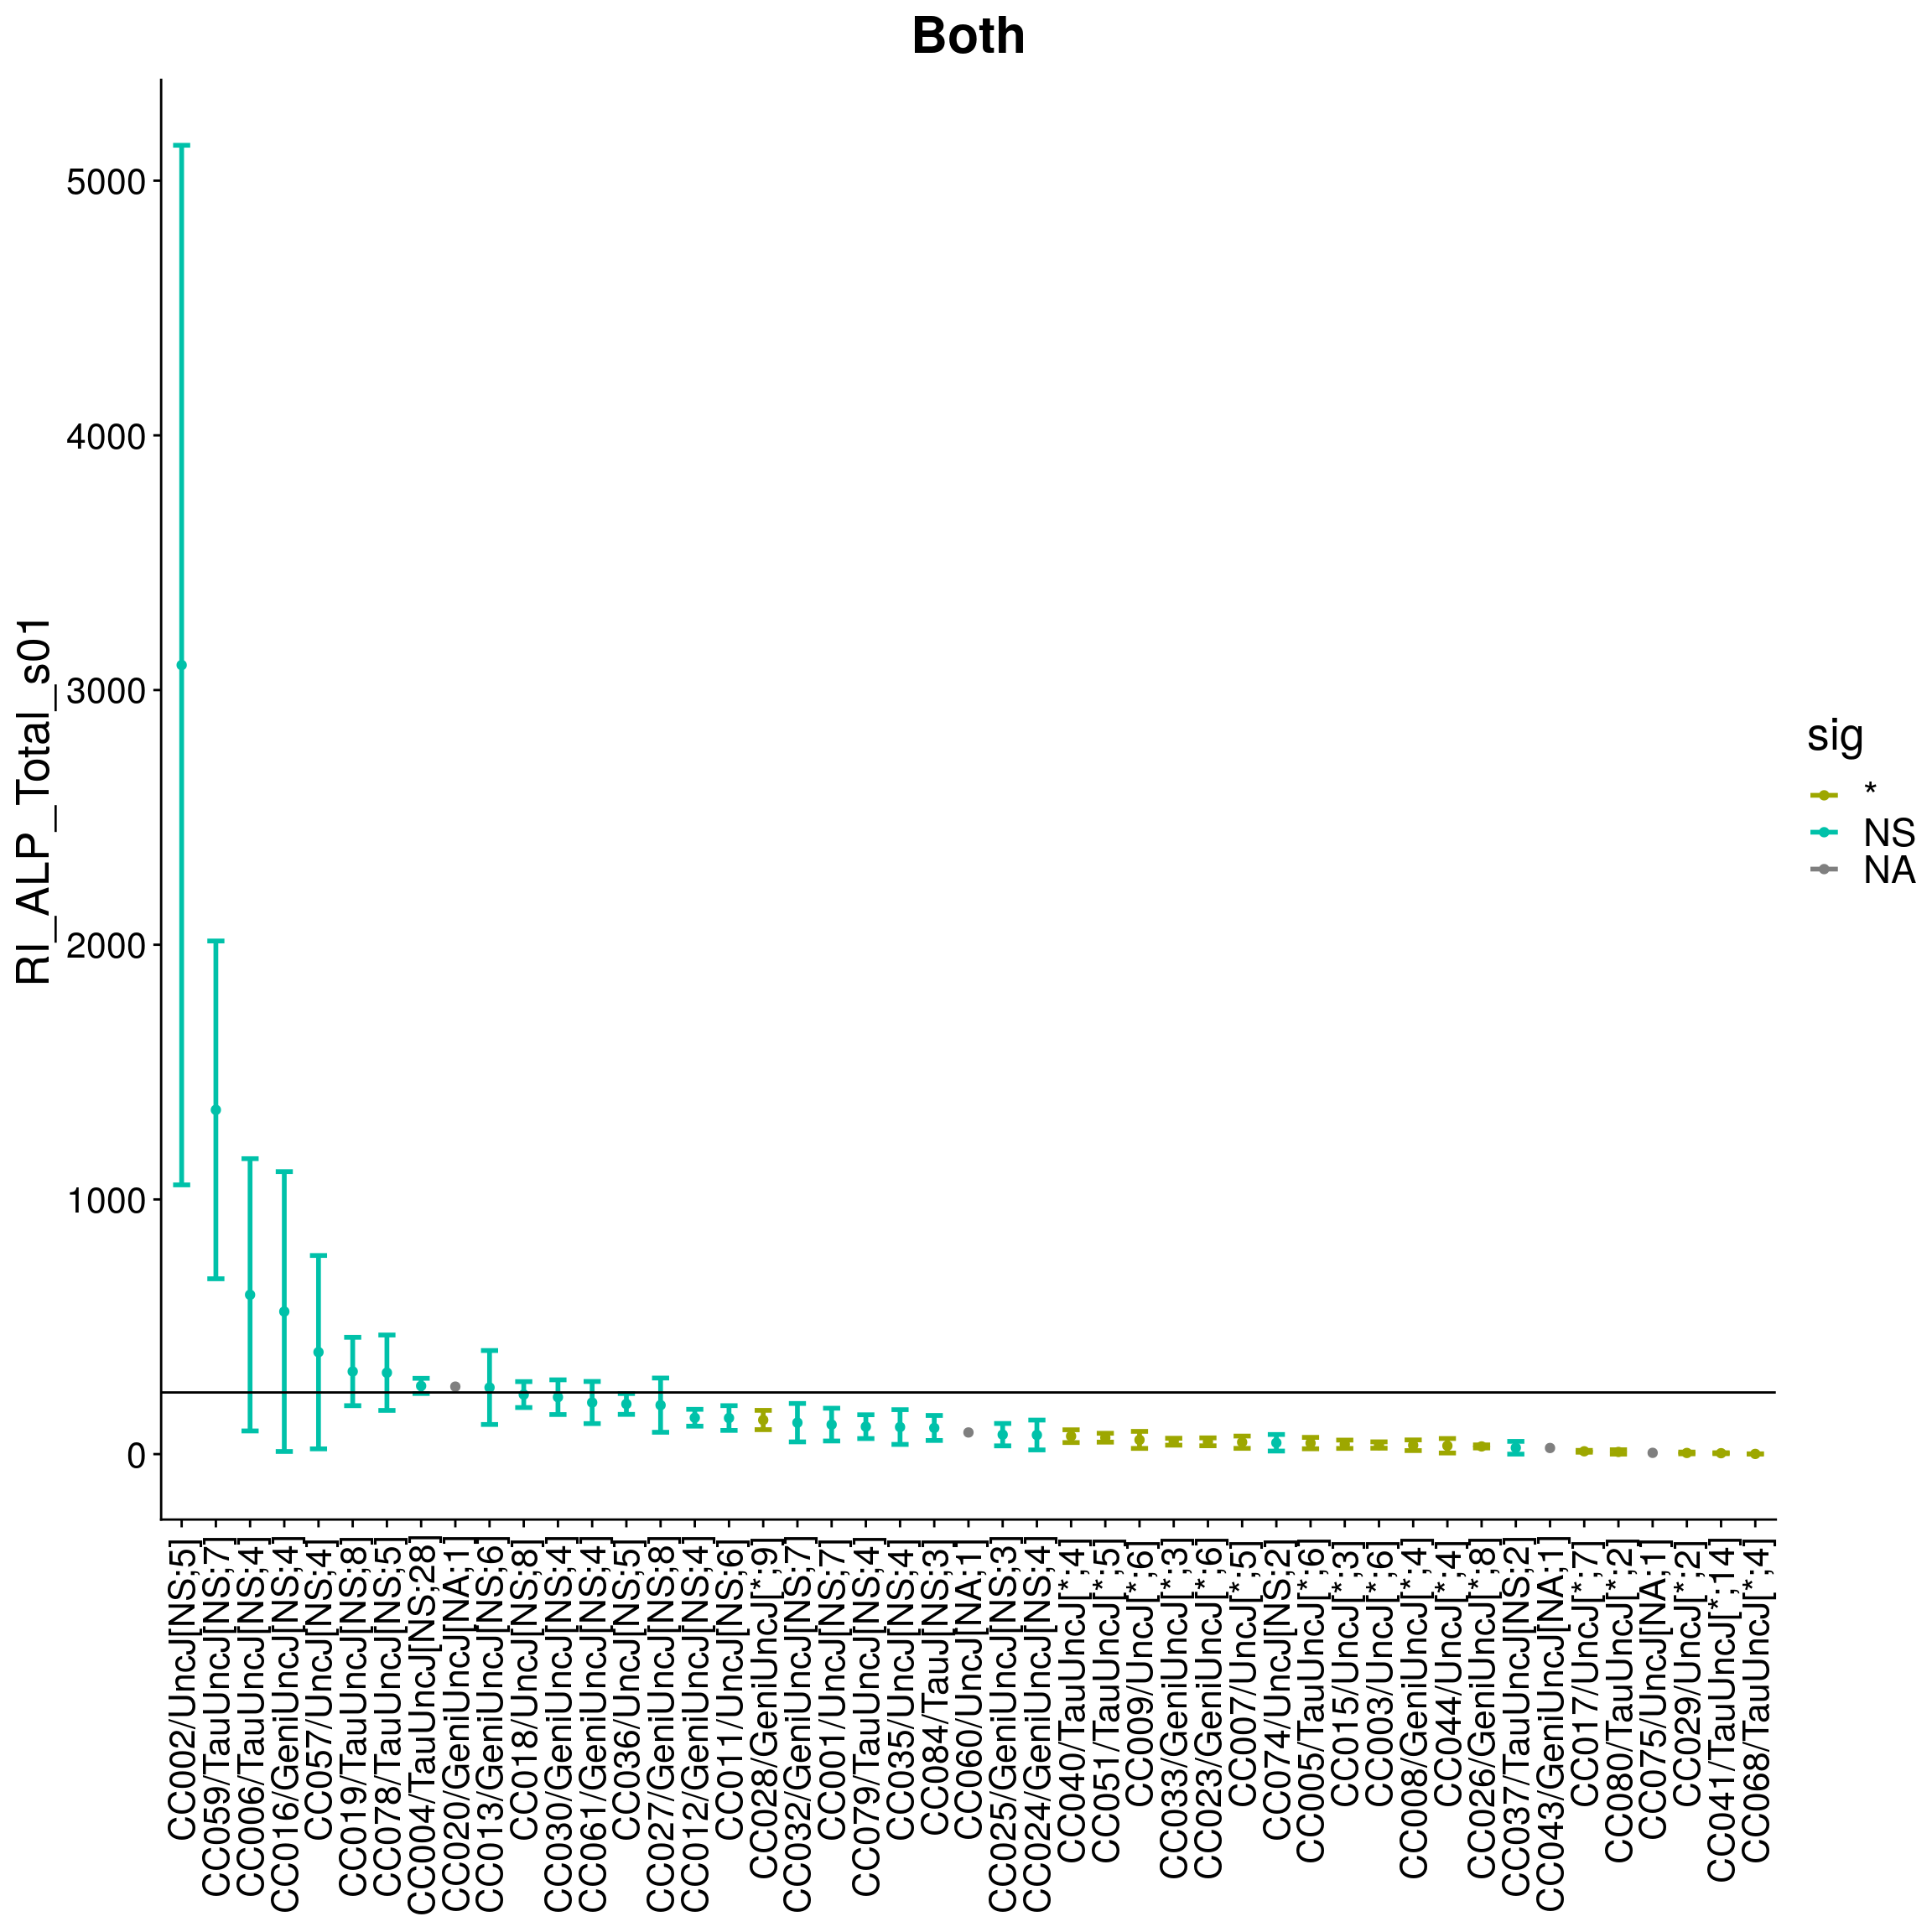 Both
RI_ALP_Total_s01
5000
4000
3000
2000
1000
0
CC002/UncJ[NS;5]
CC059/TauUncJ[NS;7]
CC006/TauUncJ[NS;4]
CC016/GeniUncJ[NS;4]
CC057/UncJ[NS;4]
CC019/TauUncJ[NS;8]
CC078/TauUncJ[NS;5]
CC004/TauUncJ[NS;28]
CC020/GeniUncJ[NA;1]
CC013/GeniUncJ[NS;6]
CC018/UncJ[NS;8]
CC030/GeniUncJ[NS;4]
CC061/GeniUncJ[NS;4]
CC036/UncJ[NS;5]
CC027/GeniUncJ[NS;8]
CC012/GeniUncJ[NS;4]
CC011/UncJ[NS;6]
CC028/GeniUncJ[*;9]
CC032/GeniUncJ[NS;7]
CC001/UncJ[NS;7]
CC079/TauUncJ[NS;4]
CC035/UncJ[NS;4]
CC084/TauJ[NS;3]
CC060/UncJ[NA;1]
CC025/GeniUncJ[NS;3]
CC024/GeniUncJ[NS;4]
CC040/TauUncJ[*;4]
CC051/TauUncJ[*;5]
CC009/UncJ[*;6]
CC033/GeniUncJ[*;3]
CC023/GeniUncJ[*;6]
CC007/UncJ[*;5]
CC074/UncJ[NS;2]
CC005/TauUncJ[*;6]
CC015/UncJ[*;3]
CC003/UncJ[*;6]
CC008/GeniUncJ[*;4]
CC044/UncJ[*;4]
CC026/GeniUncJ[*;8]
CC037/TauUncJ[NS;2]
CC043/GeniUncJ[NA;1]
CC017/UncJ[*;7]
CC080/TauUncJ[*;2]
CC075/UncJ[NA;1]
CC029/UncJ[*;2]
CC041/TauUncJ[*;14]
CC068/TauUncJ[*;4]
sig
*
NS
NA